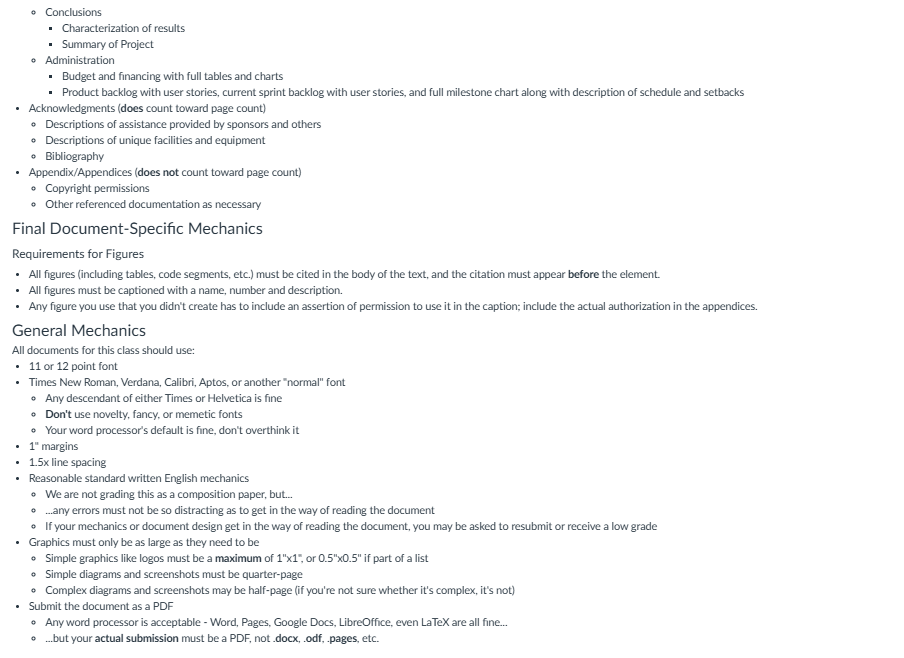 Conclusions
Characterization of results
Summary of Project
Administration
Budget and financing with full tables and charts
Product backlog with user stories, current sprint backlog with user stories, and full milestone chart along with description of schedule and setbacks
Acknowledgments (does count toward page count)
Descriptions of assistance provided by sponsors and others
Descriptions of unique facilities and equipment
Bibliography
Appendix/Appendices (does not count toward page count)
Copyright permissions
Other referenced documentation as necessary
Final Document-Specific Mechanics
Requirements for Figures
All figures (including tables, code segments, etc.) must be cited in the body of the text, and the citation must appear before the element.
All figures must be captioned with a name, number and description.
Any figure you use that you didn't create has to include an assertion of permission to use it in the caption; include the actual authorization in the appendices.
General Mechanics
All documents for this class should use:
11 or 12 point font
Times New Roman, Verdana, Calibri, Aptos, or another "normal" font
Any descendant of either Times or Helvetica is fine
Don't use novelty, fancy, or memetic fonts
Your word processor's default is fine, don't overthink it
1" margins
1.5x line spacing
Reasonable standard written English mechanics
We are not grading this as a composition paper, but...
...any errors must not be so distracting as to get in the way of reading the document
If your mechanics or document design get in the way of reading the document, you may be asked to resubmit or receive a low grade
Graphics must only be as large as they need to be
Simple graphics like logos must be a maximum of 1"x1", or 0.5"x0.5" if part of a list
Simple diagrams and screenshots must be quarter-page
Complex diagrams and screenshots may be half-page (if you're not sure whether it's complex, it's not)
Submit the document as a PDF
Any word processor is acceptable - Word, Pages, Google Docs, LibreOffice, even LaTeX are all fine...
...but your actual submission must be a PDF, not .docx, .odf, .pages, etc.